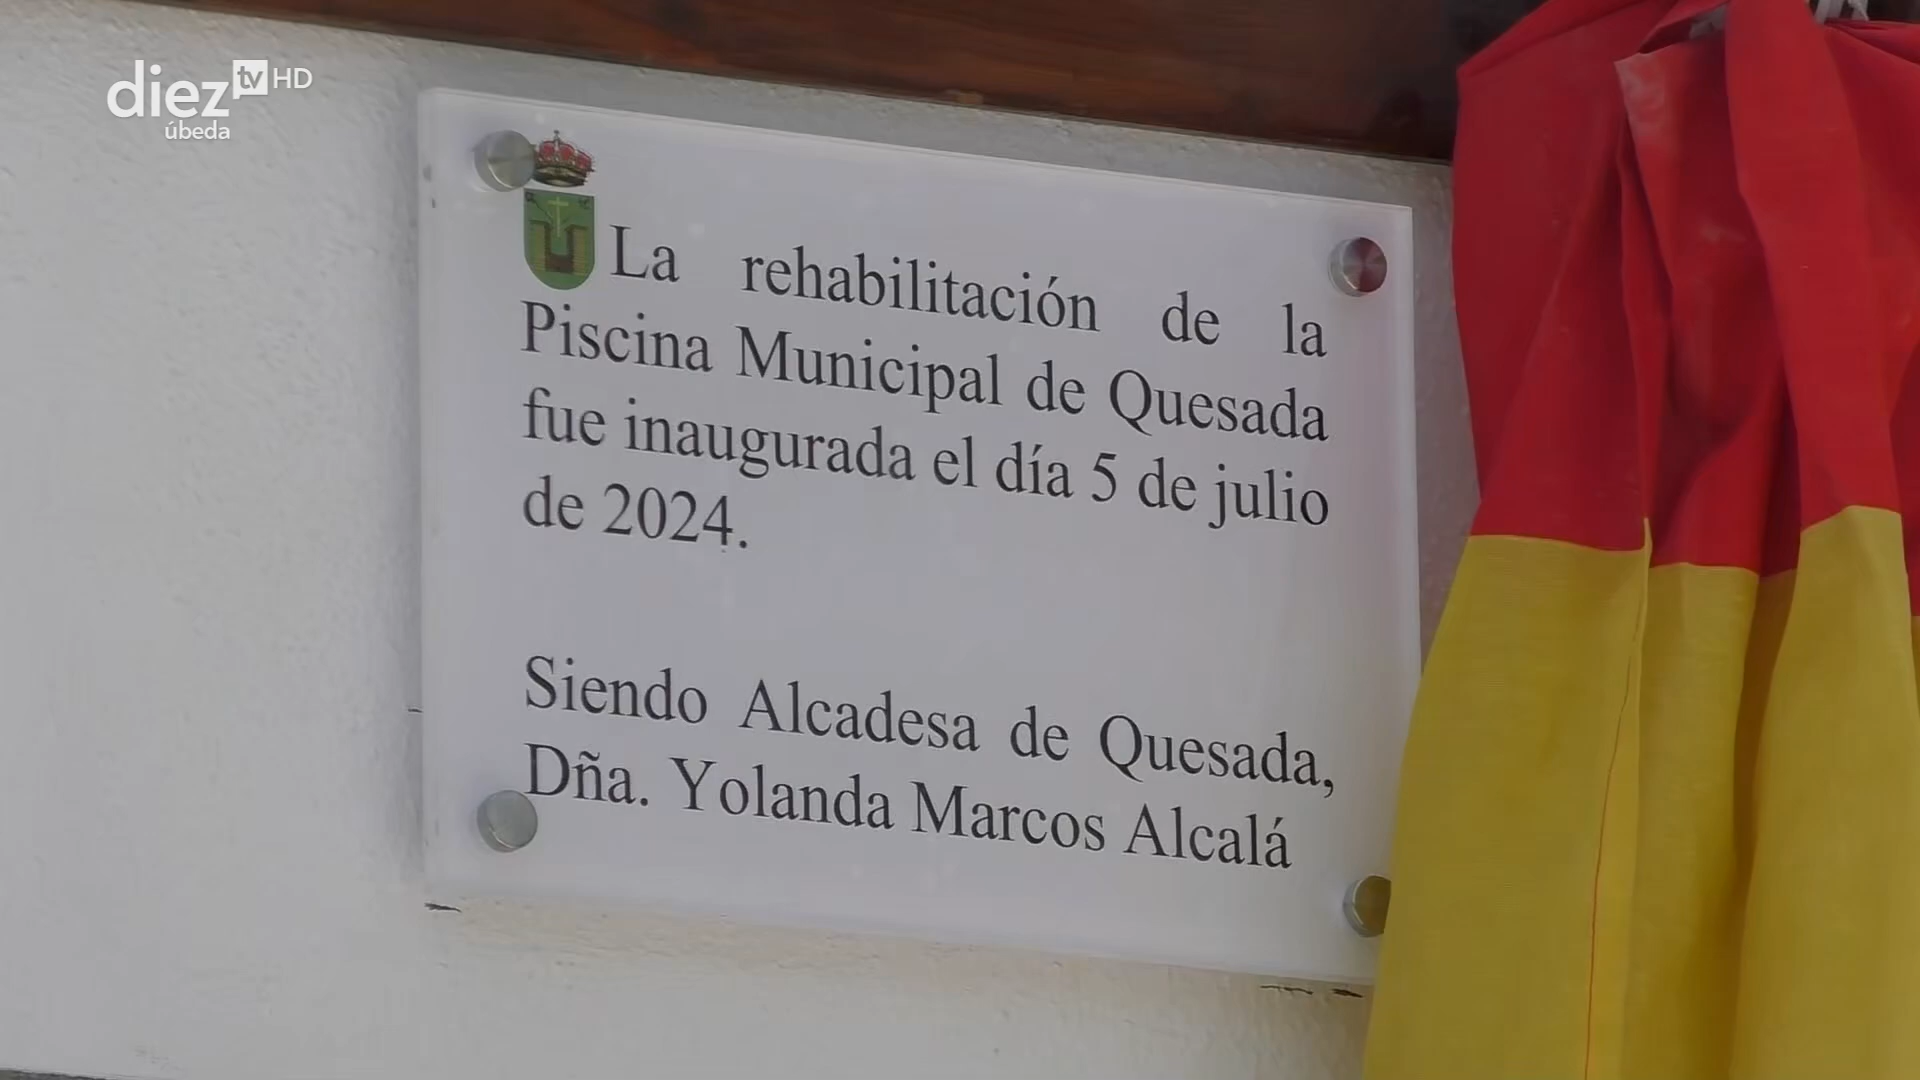 diez tv HD
úbeda
La rehabilitación de la
Piscina Municipal de Quesada
fue inaugurada el día 5 de julio
de 2024.
Siendo Alcadesa de Quesada,
Dña. Yolanda Marcos Alcalá